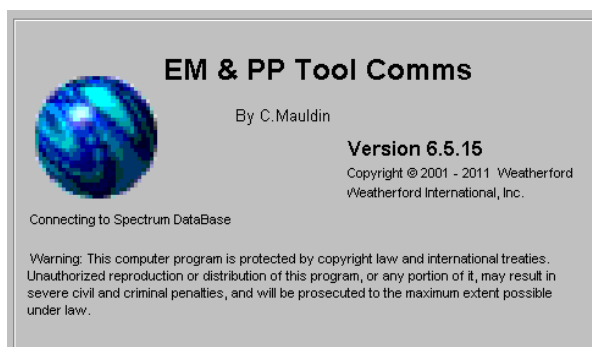 EM & PP Tool Comms
By C.Mauldin
Version 6.5.15
Copyright © 2001 - 2011 Weatherford
Weatherford International, Inc.
Connecting to Spectrum DataBase
Warning: This computer program is protected by copyright law and international treaties.
Unauthorized reproduction or distribution of this program, or any portion of it, may result in
severe civil and criminal penalties, and will be prosecuted to the maximum extent possible
under law.